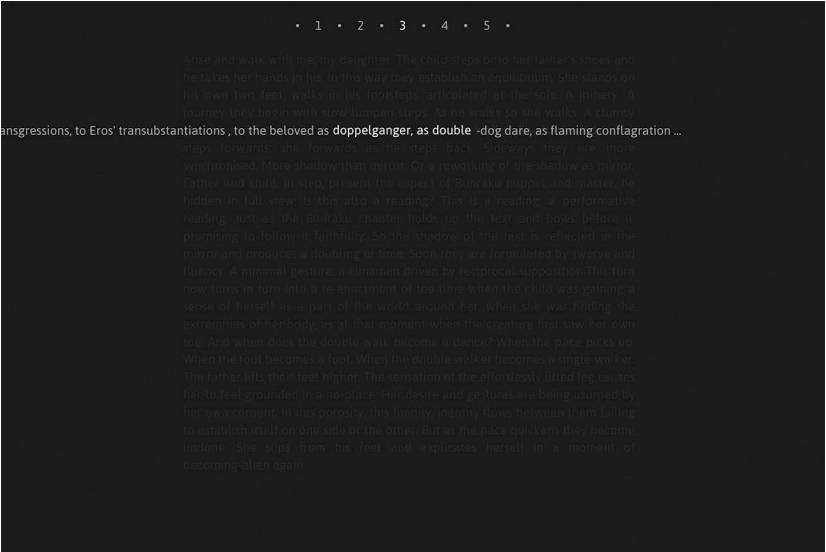 • 1 • 2 • 3 • 4 • 5 •
Arise and walk with me, my daughter. The child steps onto her father's shoes and
he takes her hands in his. In this way they establish an equilibrium. She stands on
his own two feet, walks in his footsteps, articulated at the sole. A joinery. A
journey they begin with slow lumpen steps. As he walks so she walks. A clumsy
ansgressions, to Eros' transubstantiations , to the beloved as doppelganger, as double -dog dare, as flaming conflagration ...
steps forwards, she forwards as he steps back. Sideways they are more
synchronised. More shadow than mirror. Or a reworking of the shadow as mirror.
Father and child, in step, present the aspect of Bunraku puppet and master, he
hidden in full view. Is this also a reading? This is a reading, a performative
reading. Just as the Bunraku chanter holds up the text and bows before it,
promising to follow it faithfully. So the shadow of the text is reflected in the
mirror and produces a doubling of time. Soon they are formulated by swerve and
fluency. A minimal gesture: a clinamen driven by reciprocal supposition. This turn
now turns in turn into a re-enactment of the time when the child was gaining a
sense of herself as a part of the world around her, when she was finding the
extremities of her body, as at that moment when the creature first saw her own
toe. And when does the double-walk become a dance? When the pace picks up.
When the foot becomes a foot. When the double walker becomes a single-walker.
The father lifts their feet higher. The sensation of the effortlessly lifted leg causes
her to feel grounded in a no-place. Her desire and gestures are being usurped by
her own consent. In this porosity, this fluidity, identity flows between them failing
to establish itself on one side or the other. But as the pace quickens they become
undone. She slips from his feet and explicates herself in a moment of
becoming-alien again.